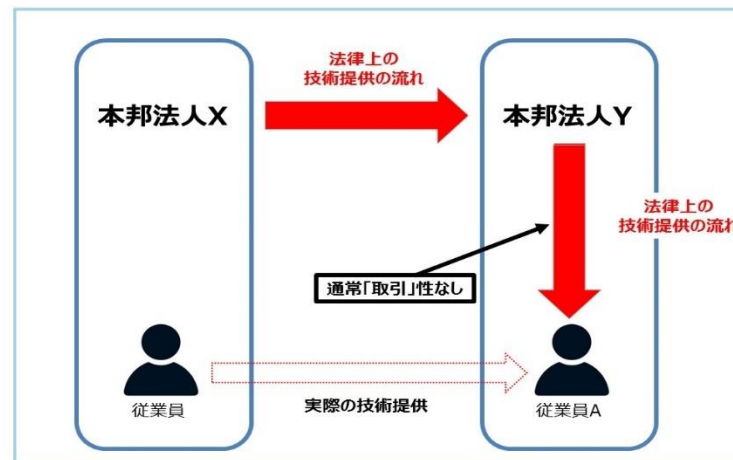 法律上の
技術提供の流れ
本邦法人X
本邦法人Y
法律上の
技術提供の流れ
通常「取引」性なし
実際の技術提供
従業員
従業員A